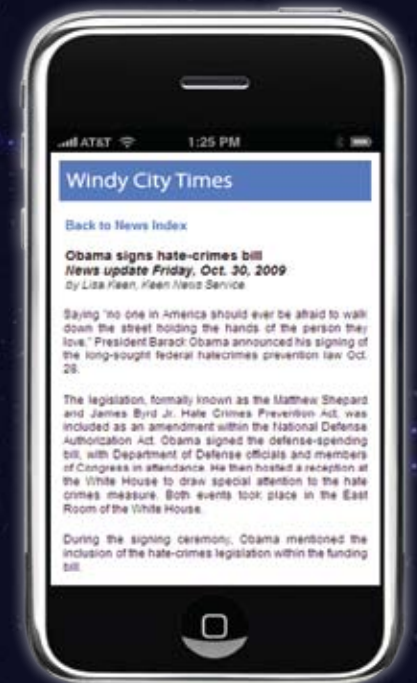 AT&T 1:25 PM
Windy City Times
Back to News Index
Obama signs hate-crimes bill
News update Friday, Oct. 30, 2009
by Lisa Keen, Keen News Service
Saying "no one in America should ever be afraid to walk
down the street holding the hands of the person they
love," President Barack Obama announced his signing of
the long-sought federal hatecrimes prevention law Oct.
28.
The legislation, formally known as the Matthew Shepard
and James Byrd Jr. Hate Crimes Prevention Act, was
included as an amendment within the National Defense
Authorization Act. Obama signed the defense-spending
bill, with Department of Defense officials and members
of Congress in attendance. He then hosted a reception at
the White House to draw special attention to the hate
crimes measure. Both events took place in the East
Room of the White House.
During the signing ceremony, Obama mentioned the
inclusion of the hate-crimes legislation within the funding
bill.